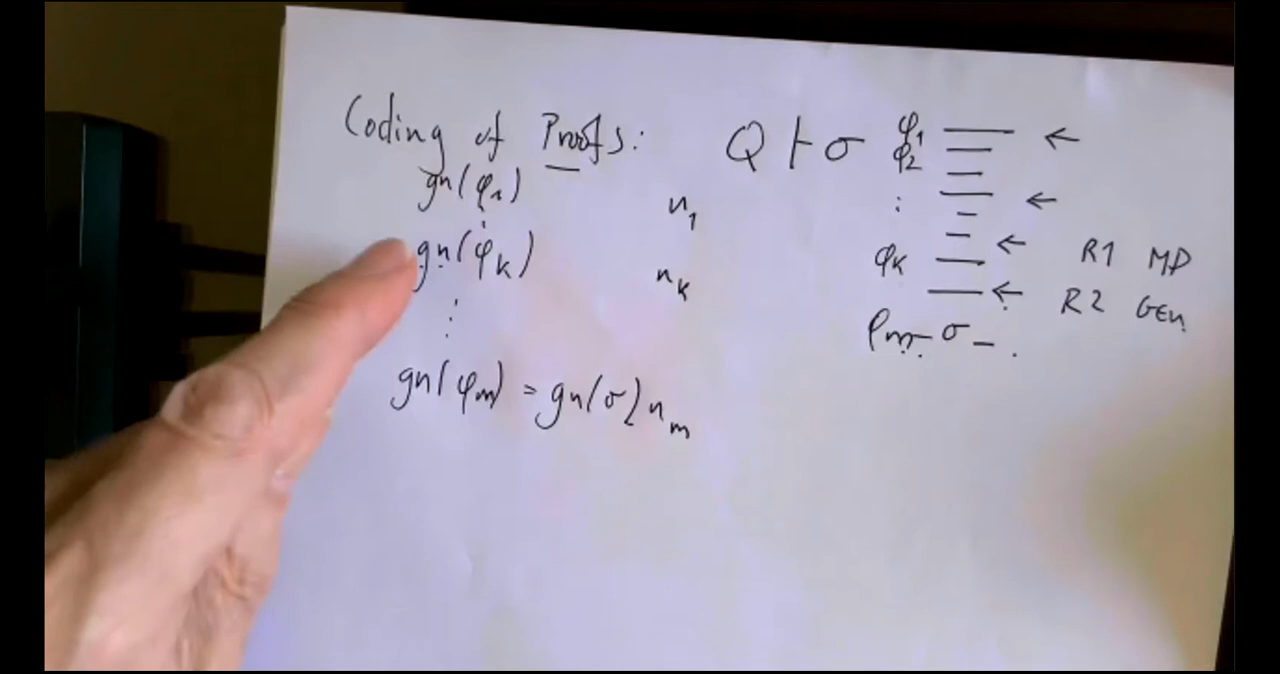 Coding of Proofs:
gn(φ1)
⋮
gn(φk)
⋮
gn(φm) = gn(σ)
n1
nk
nm
Q ⊢ σ
φ1 ←
φ2
⋮ ←
← R1 MP
φk
← R2 Gen
φm σ